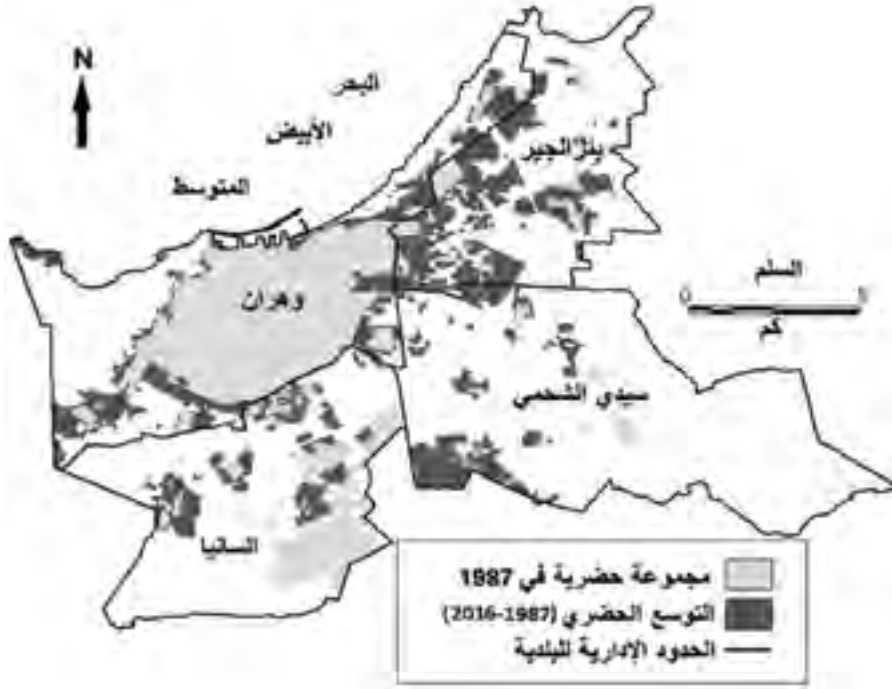 N
البحر
الأبيض
المتوسط
بئر الجير
وهران
السلم
0
كم
سيدي الشحمي
السانيا
مجموعة حضرية في 1987
التوسع الحضري (1987-2016)
الحدود الإدارية للبلدية